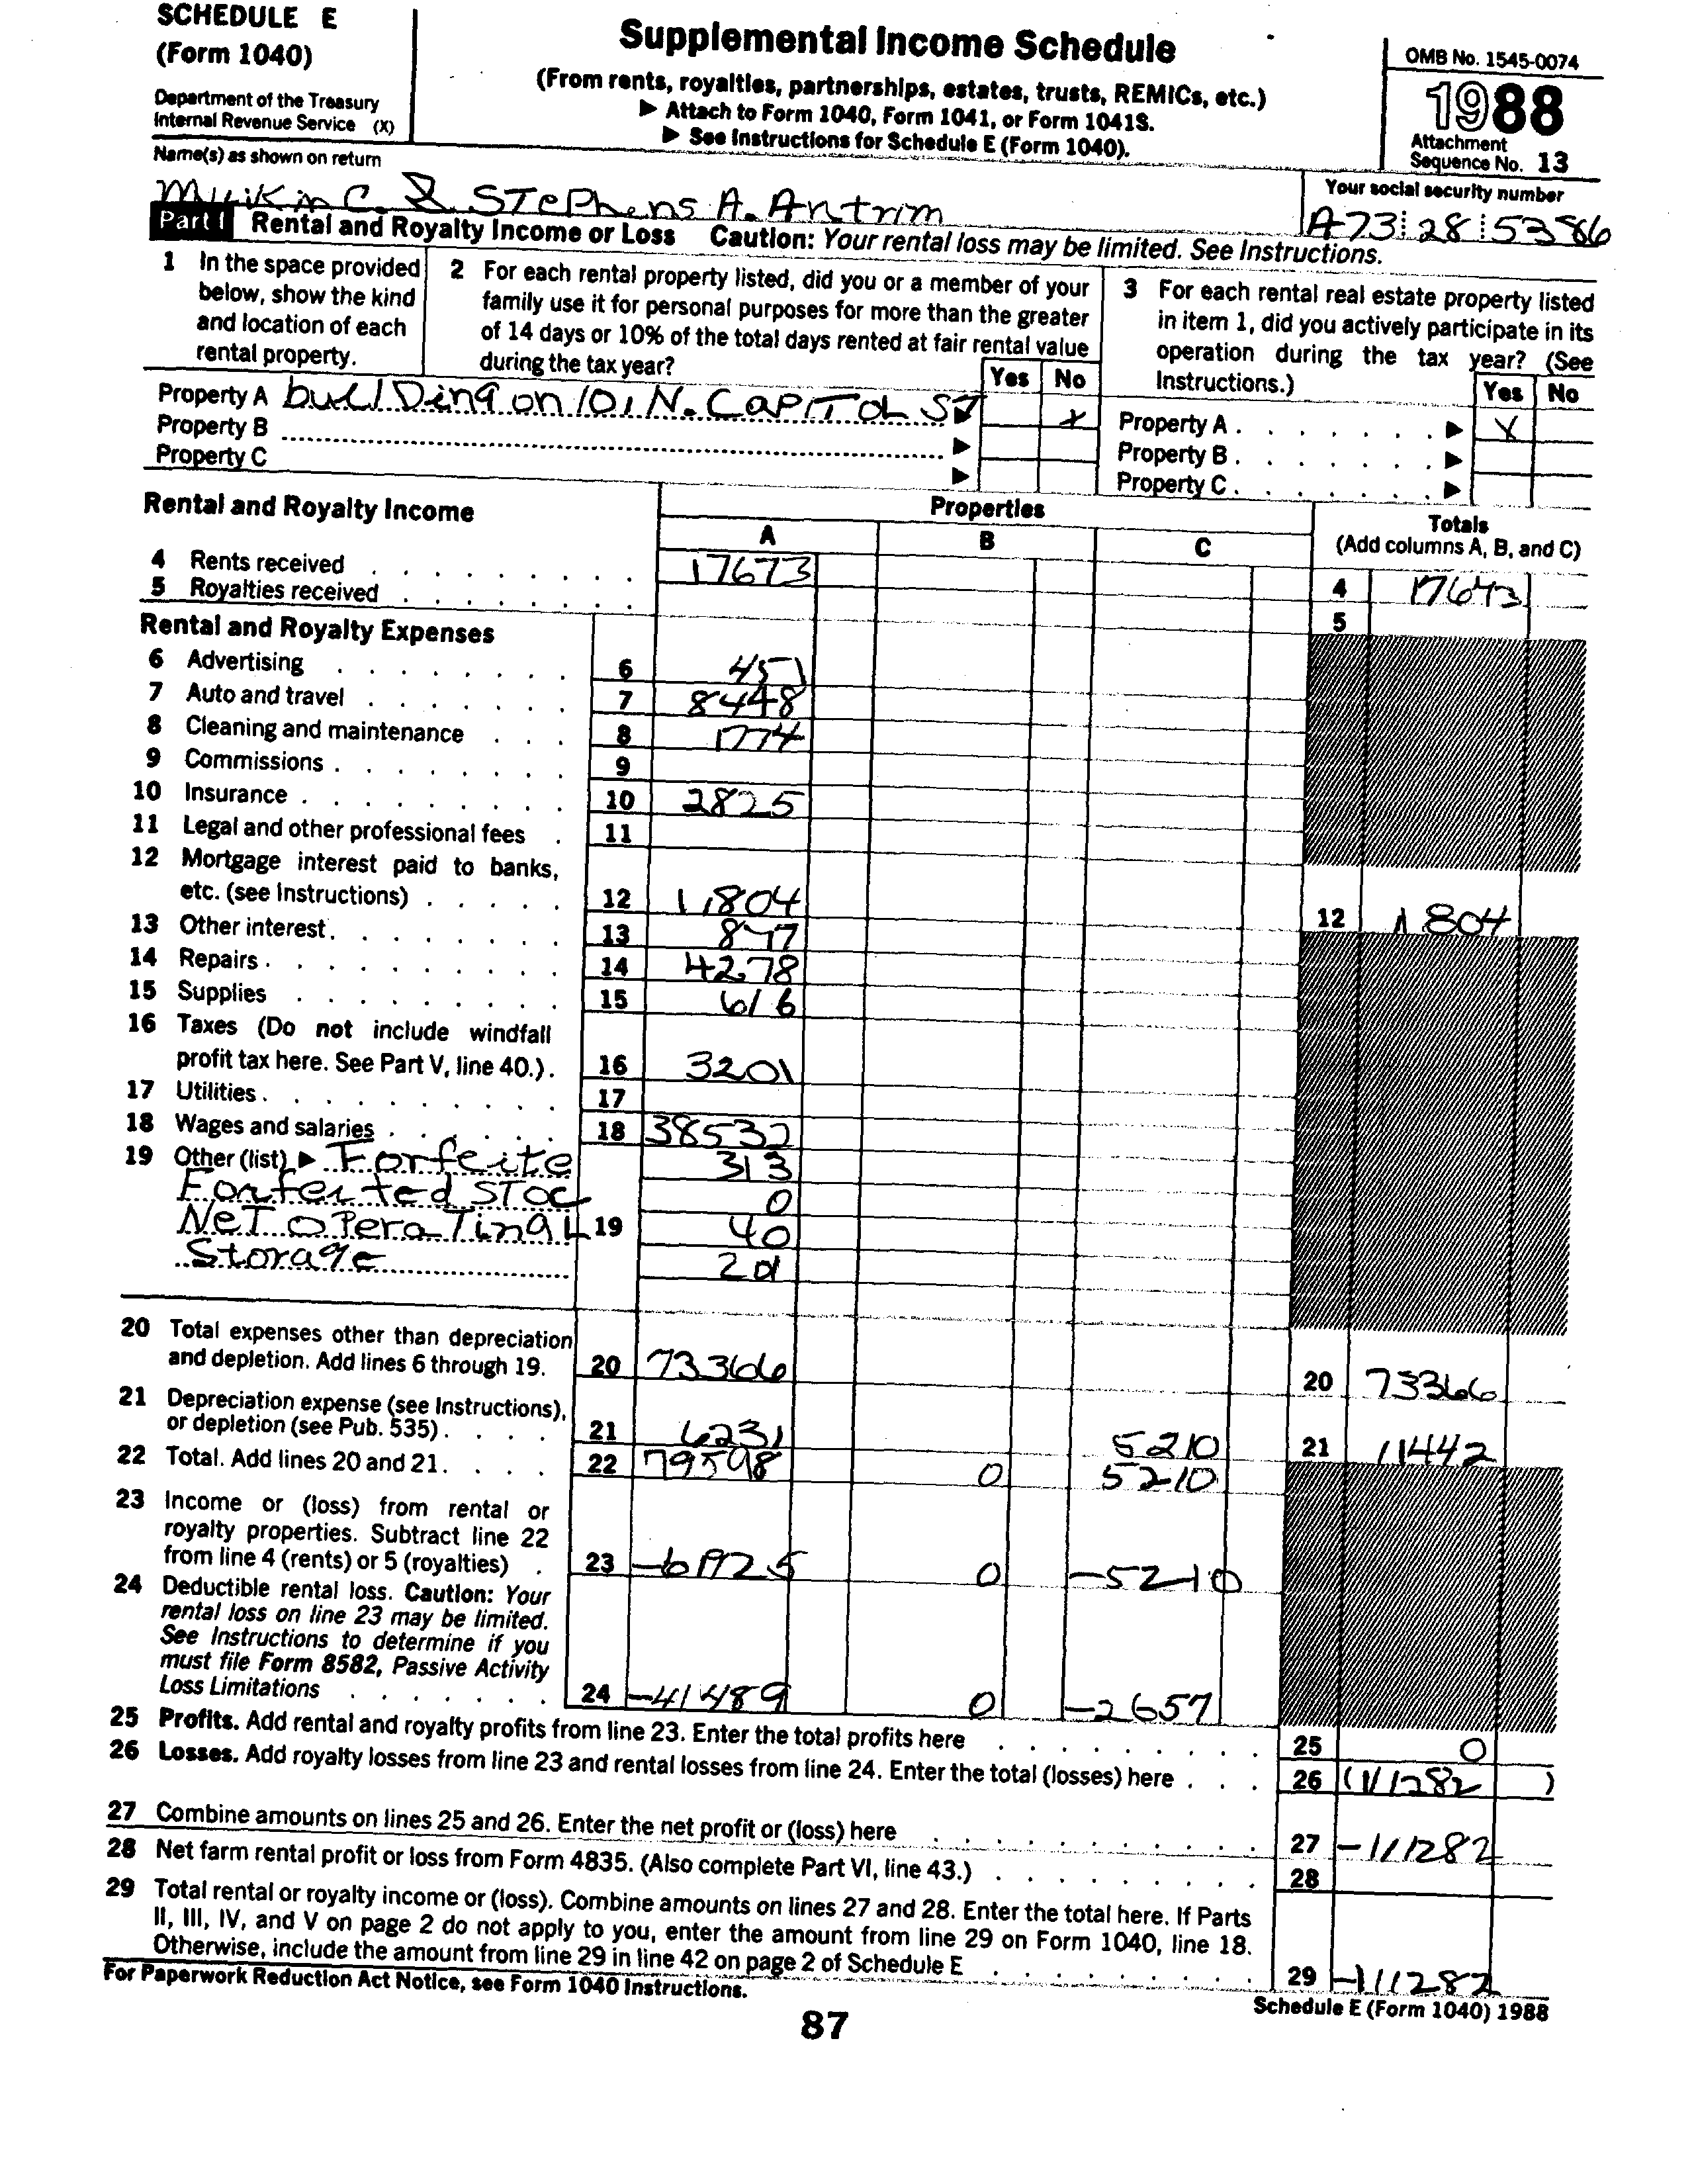 SCHEDULE E
(Form 1040)
Department of the Treasury
Internal Revenue Service (X)
Supplemental Income Schedule
(From rents, royalties, partnerships, estates, trusts, REMICs, etc.)
▶ Attach to Form 1040, Form 1041, or Form 1041S.
▶ See Instructions for Schedule E (Form 1040).
OMB No. 1545-0074
1988
Attachment
Sequence No. 13
Name(s) as shown on return
C. & STephens A. Antrim
Your social security number
A73 28 5386
Part I Rental and Royalty Income or Loss Caution: Your rental loss may be limited. See Instructions.
1 In the space provided below, show the kind and location of each rental property.
2 For each rental property listed, did you or a member of your family use it for personal purposes for more than the greater of 14 days or 10% of the total days rented at fair rental value during the tax year?
Yes No
3 For each rental real estate property listed in item 1, did you actively participate in its operation during the tax year? (See Instructions.)
Yes No
Property A builDing on 101 N. CAPITOL ST ▶ X
Property B ▶
Property C ▶
Property A . ▶ X
Property B . ▶
Property C . ▶
Rental and Royalty Income
Properties
A B C
Totals
(Add columns A, B, and C)
4 Rents received 17673 4 17673
5 Royalties received 5
Rental and Royalty Expenses
6 Advertising 6 451
7 Auto and travel 7 8448
8 Cleaning and maintenance 8 1774
9 Commissions 9
10 Insurance 10 2825
11 Legal and other professional fees 11
12 Mortgage interest paid to banks,
etc. (see Instructions) 12 1,804 12 1 804
13 Other interest 13 847
14 Repairs 14 4278
15 Supplies 15 616
16 Taxes (Do not include windfall
profit tax here. See Part V, line 40.) 16 3201
17 Utilities 17
18 Wages and salaries 18 38532
19 Other (list) ▶ Forfeite 313
Forfeited STOC 0
NeT OPeraTing L 19 40
Storage
20 Total expenses other than depreciation
and depletion. Add lines 6 through 19. 20 73366 20 73366
21 Depreciation expense (see Instructions),
or depletion (see Pub. 535) 21 6231 5210 21 11442
22 Total. Add lines 20 and 21. 22 79598 0 5210
23 Income or (loss) from rental or
royalty properties. Subtract line 22
from line 4 (rents) or 5 (royalties) 23 -61925 0 -5210
24 Deductible rental loss. Caution: Your
rental loss on line 23 may be limited.
See Instructions to determine if you
must file Form 8582, Passive Activity
Loss Limitations 24 -41489 0 -2657
25 Profits. Add rental and royalty profits from line 23. Enter the total profits here 25 0
26 Losses. Add royalty losses from line 23 and rental losses from line 24. Enter the total (losses) here 26 (111282)
27 Combine amounts on lines 25 and 26. Enter the net profit or (loss) here 27 -111282
28 Net farm rental profit or loss from Form 4835. (Also complete Part VI, line 43.) 28
29 Total rental or royalty income or (loss). Combine amounts on lines 27 and 28. Enter the total here. If Parts
II, III, IV, and V on page 2 do not apply to you, enter the amount from line 29 on Form 1040, line 18.
Otherwise, include the amount from line 29 in line 42 on page 2 of Schedule E 29 -111282
For Paperwork Reduction Act Notice, see Form 1040 Instructions.
Schedule E (Form 1040) 1988
87